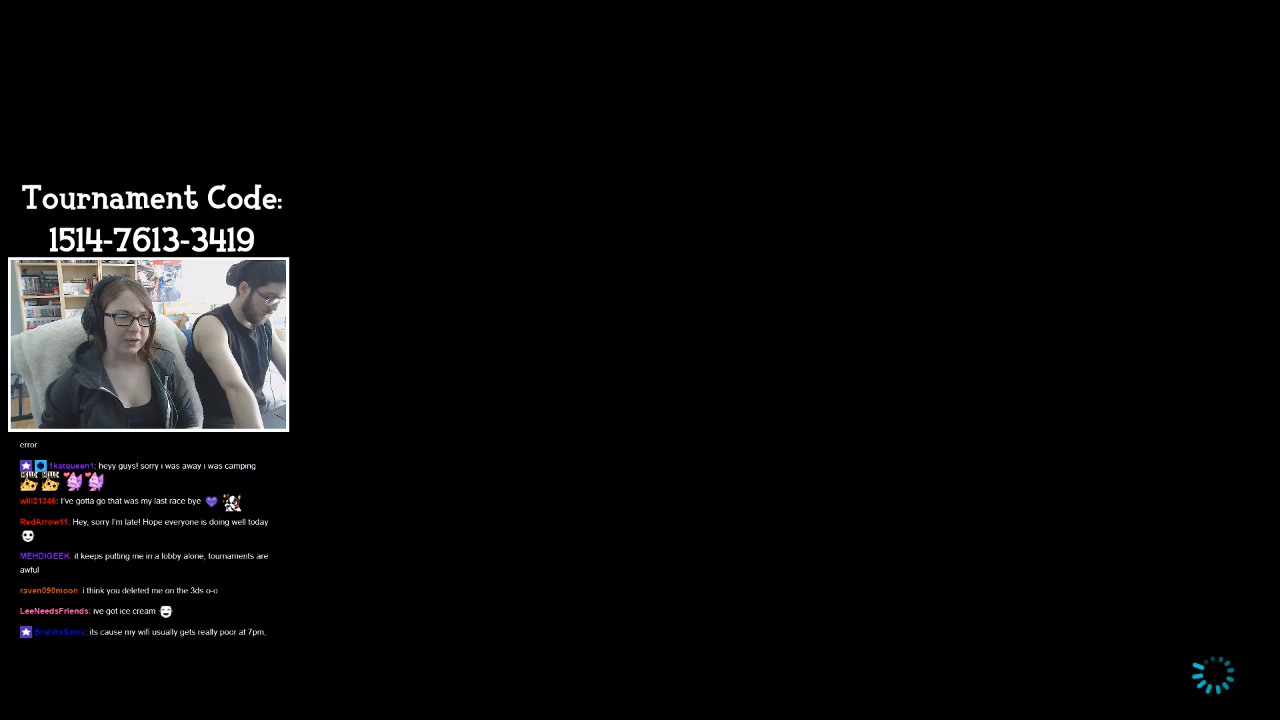 Tournament Code:
1514-7613-3419
error.
1katqueen1: heyy guys! sorry i was away i was camping
will21346: I've gotta go that was my last race bye
RedArrow11: Hey, sorry I'm late! Hope everyone is doing well today
MEHDIGEEK: it keeps putting me in a lobby alone, tournaments are
awful
raven090moon: i think you deleted me on the 3ds o-o
LeeNeedsFriends: ive got ice cream
its cause my wifi usually gets really poor at 7pm,